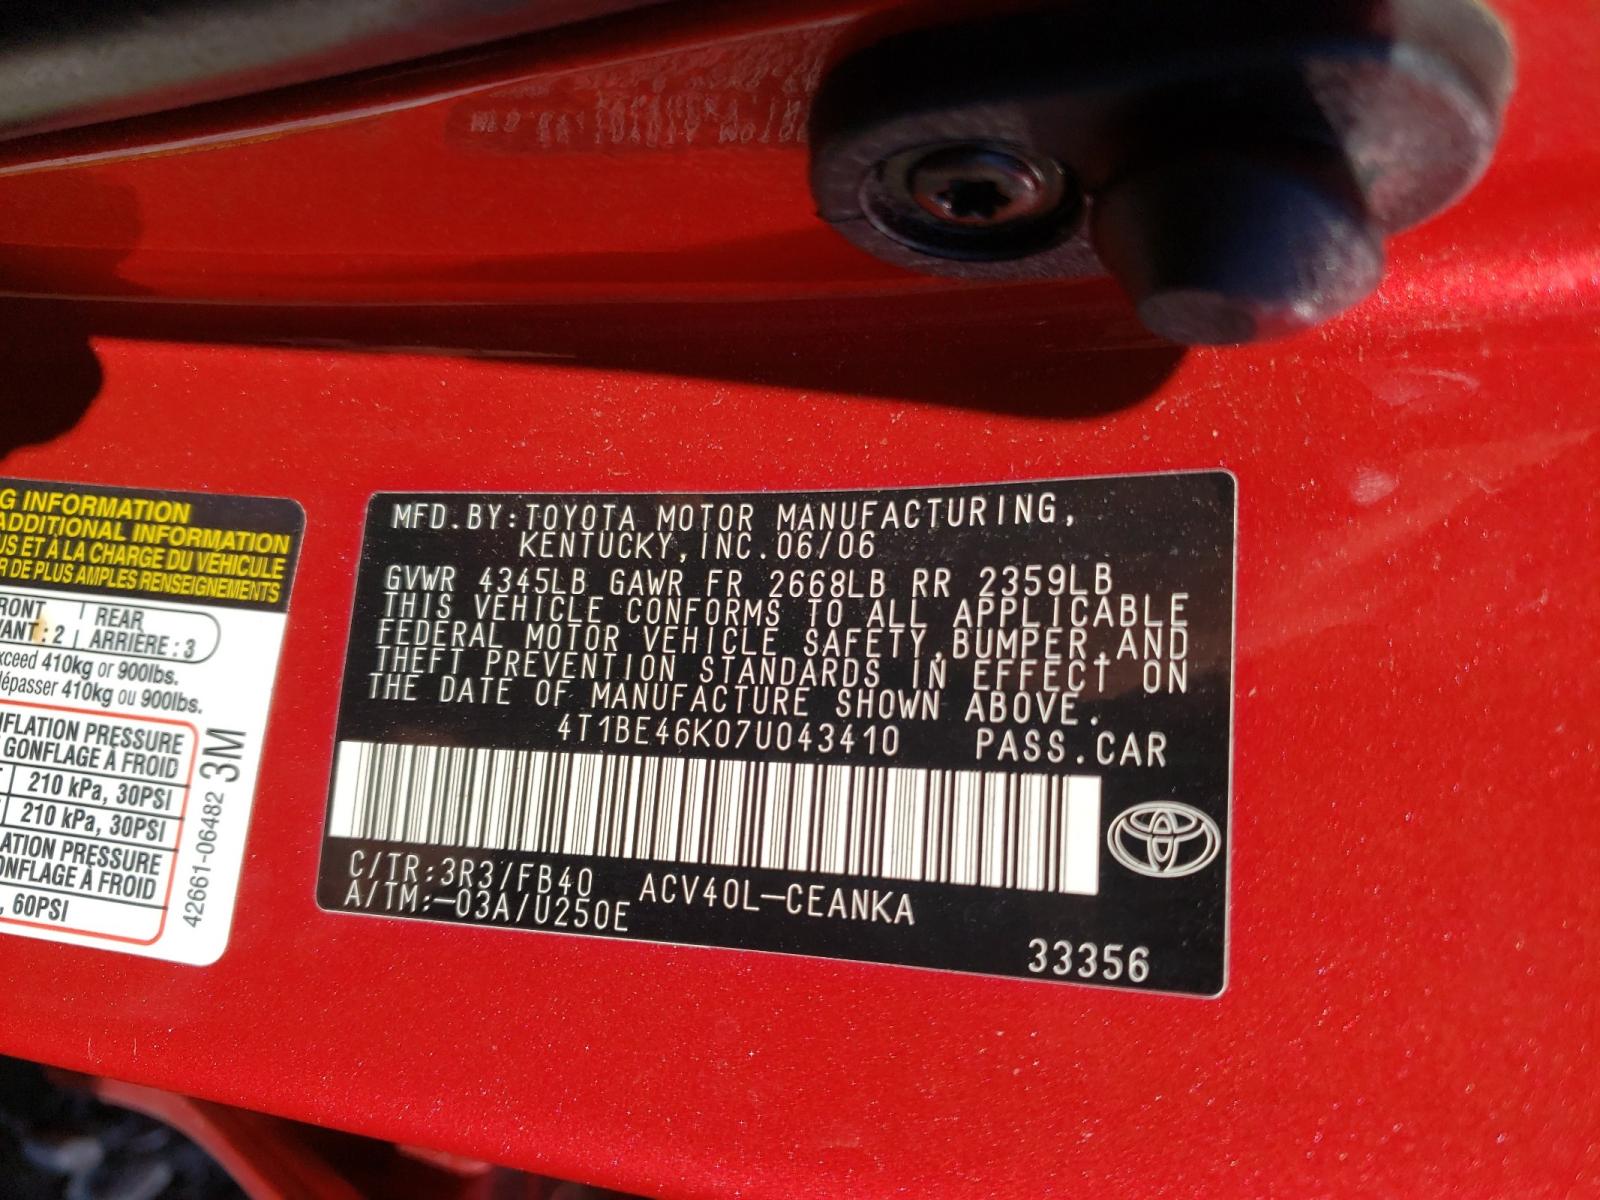 G INFORMATION
ADDITIONAL INFORMATION
US ET À LA CHARGE DU VÉHICULE
R DE PLUS AMPLES RENSEIGNEMENTS
RONT | REAR
VANT : 2 | ARRIÈRE : 3
xceed 410kg or 900lbs.
dépasser 410kg ou 900lbs.
NFLATION PRESSURE
GONFLAGE À FROID
210 kPa, 30PSI
210 kPa, 30PSI
ATION PRESSURE
ONFLAGE À FROID
, 60PSI
42661-06482 3M
MFD.BY:TOYOTA MOTOR MANUFACTURING,
KENTUCKY,INC.06/06
GVWR 4345LB GAWR FR 2668LB RR 2359LB
THIS VEHICLE CONFORMS TO ALL APPLICABLE
FEDERAL MOTOR VEHICLE SAFETY,BUMPER,AND
THEFT PREVENTION STANDARDS IN EFFECT ON
THE DATE OF MANUFACTURE SHOWN ABOVE.
4T1BE46K07U043410 PASS.CAR
C/TR:3R3/FB40 ACV40L-CEANKA
A/TM:-03A/U250E
33356